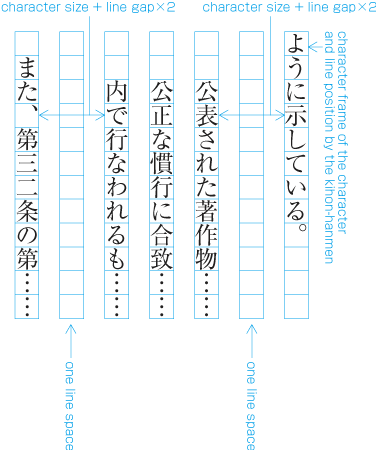 character size + line gap×2
character size + line gap×2
character frame of the character
and line position by the kihon-hanmen
ように示している。
公表された著作物……
公正な慣行に合致……
内で行なわれるも……
また、第三二条の第……
one line space
one line space